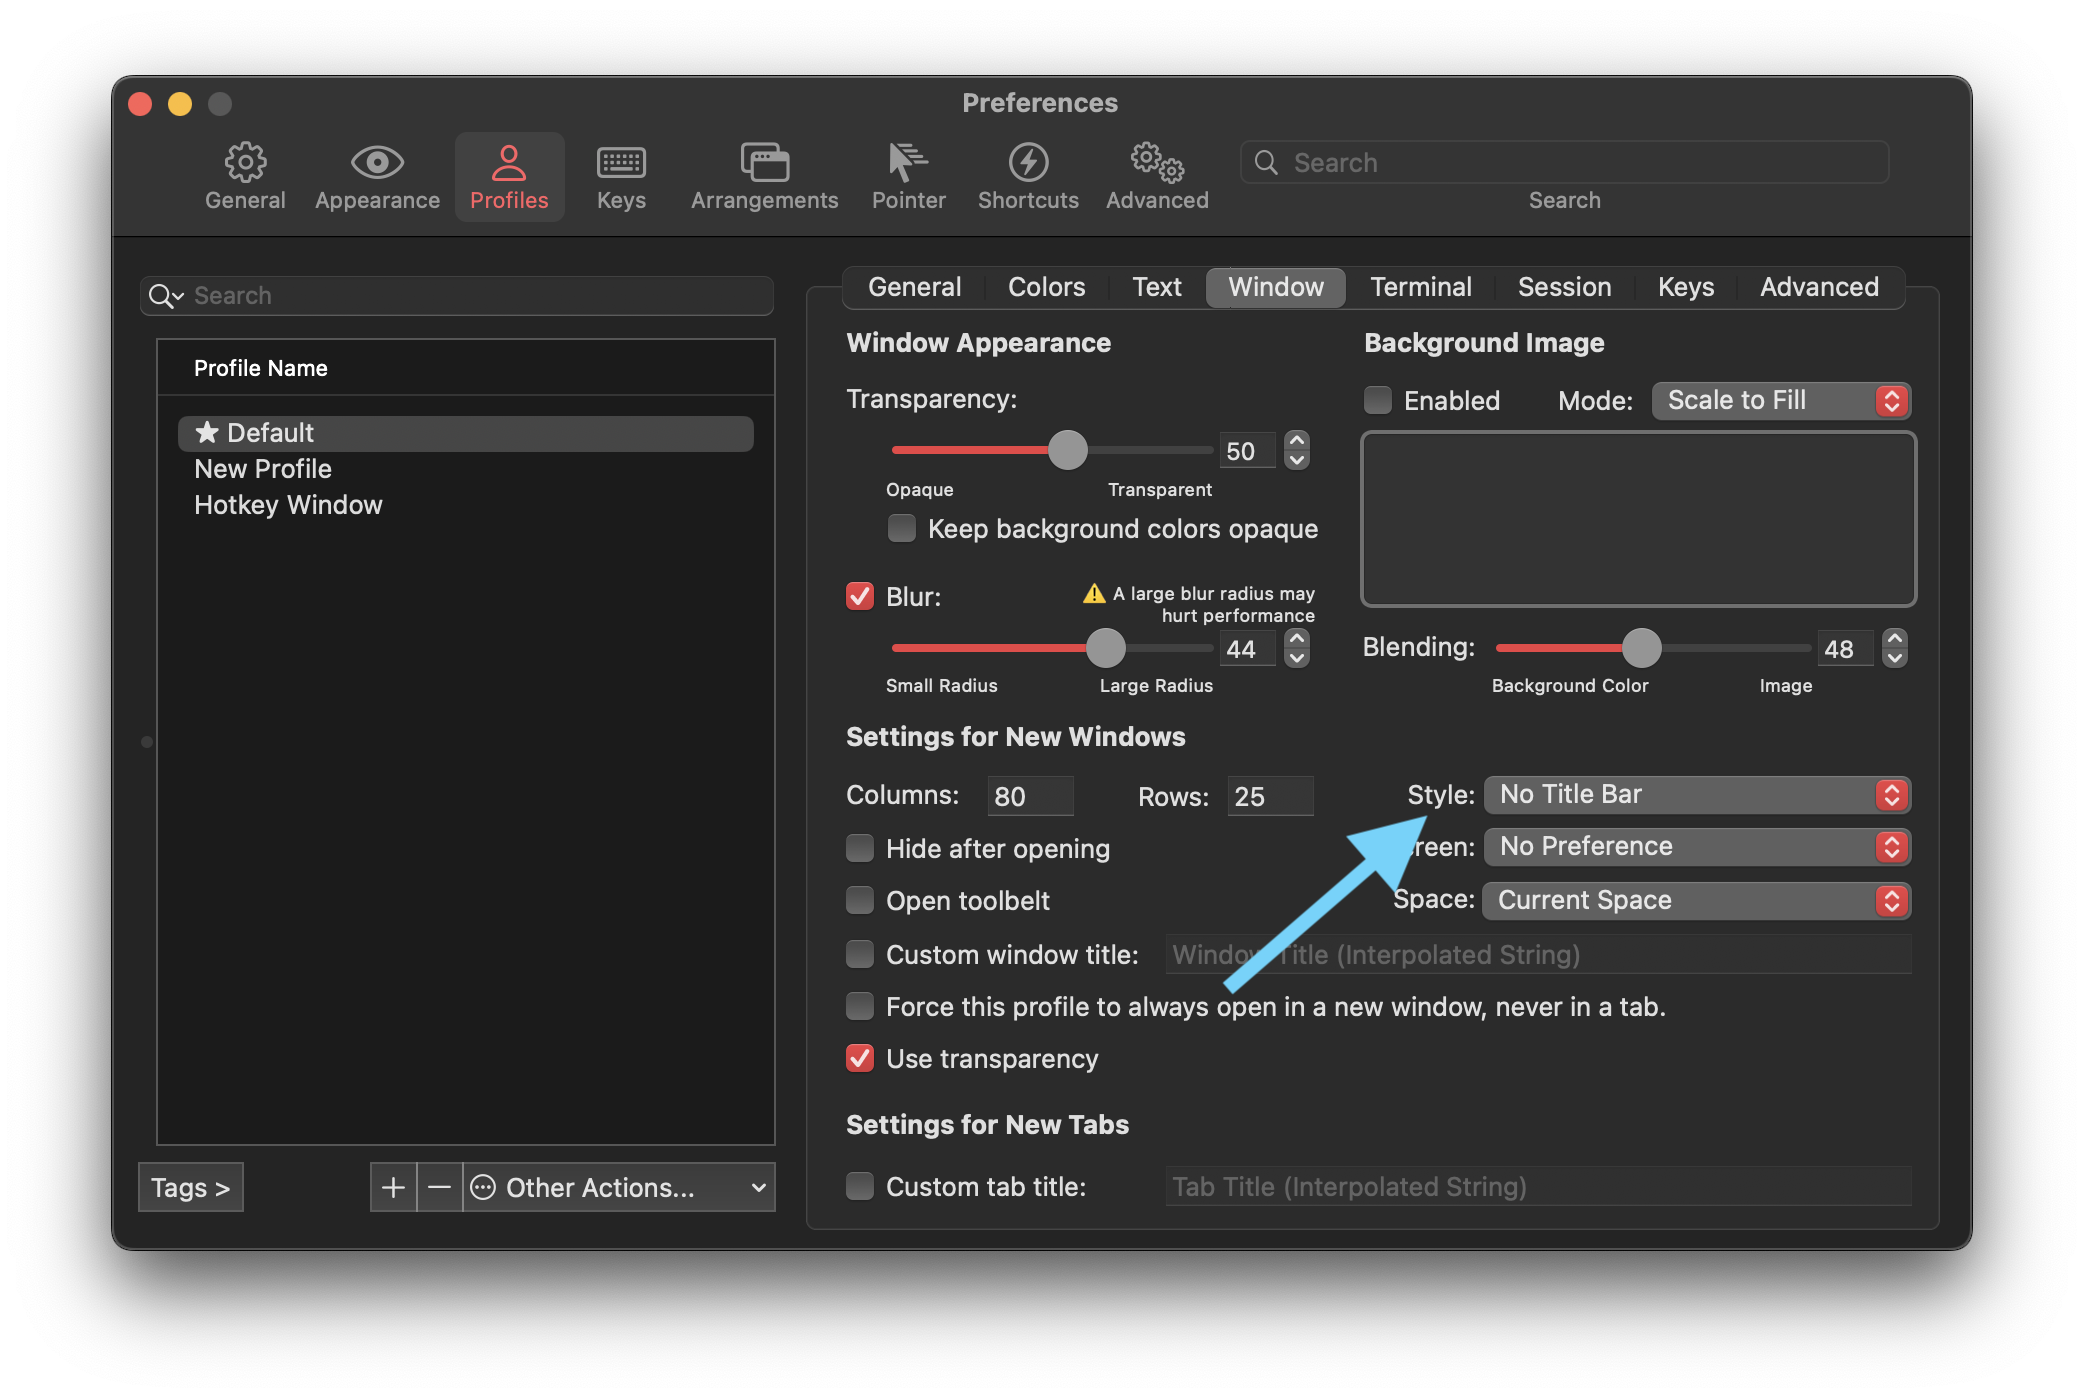 Preferences
General
Appearance
Profiles
Keys
Arrangements
Pointer
Shortcuts
Advanced
Search
Search
Search
Profile Name
Default
New Profile
Hotkey Window
Tags >
Other Actions...
General Colors Text Window Terminal Session Keys Advanced
Window Appearance
Transparency:
50
Opaque Transparent
Keep background colors opaque
Blur:
A large blur radius may
hurt performance
44
Small Radius Large Radius
Background Image
Enabled Mode: Scale to Fill
Blending: 48
Background Color Image
Settings for New Windows
Columns: 80 Rows: 25 Style: No Title Bar
Hide after opening reen: No Preference
Open toolbelt Space: Current Space
Custom window title: Window Title (Interpolated String)
Force this profile to always open in a new window, never in a tab.
Use transparency
Settings for New Tabs
Custom tab title: Tab Title (Interpolated String)